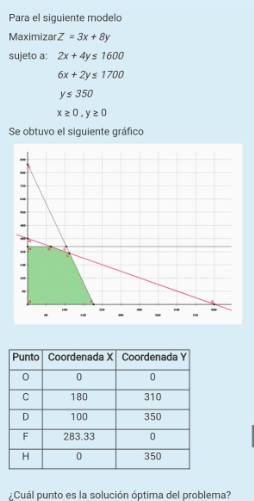 Para el siguiente modelo
MaximizarZ = 3x + 8y
sujeto a: 2x + 4y ≤ 1600
6x + 2y ≤ 1700
y ≤ 350
x ≥ 0 , y ≥ 0
Se obtuvo el siguiente gráfico
Punto Coordenada X Coordenada Y
O 0 0
C 180 310
D 100 350
F 283.33 0
H 0 350
¿Cuál punto es la solución óptima del problema?